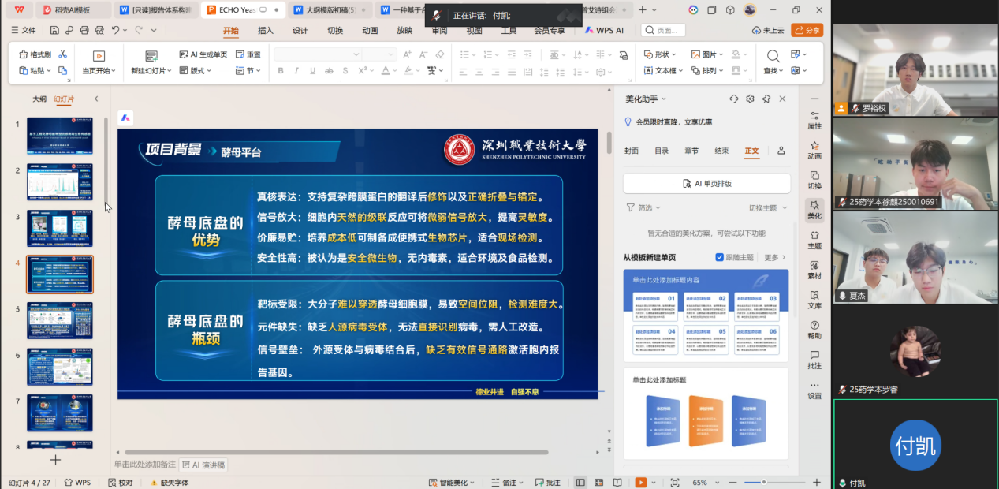 稻壳AI模板
[只读]报告体系构建
ECHO Yeas
大纲模版初稿(5)
一种基于合
正在讲话: 付凯;
曾艾诗组会
文件
开始
插入
设计
切换
动画
放映
审阅
视图
工具
会员专享
WPS AI
页面...
未上云
分享
格式刷
粘贴
当页开始
新建幻灯片
AI 生成单页
版式
重置
节
形状
图片
文本框
排列
查找
大纲
幻灯片
1
2
3
4
5
6
7
8
项目背景
酵母平台
深圳職業技術大學
SHENZHEN POLYTECHNIC UNIVERSITY
酵母底盘的
优势
真核表达：支持复杂跨膜蛋白的翻译后修饰以及正确折叠与锚定。
信号放大：细胞内天然的级联反应可将微弱信号放大，提高灵敏度。
价廉易贮：培养成本低可制备成便携式生物芯片，适合现场检测。
安全性高：被认为是安全微生物，无内毒素，适合环境及食品检测。
酵母底盘的
瓶颈
靶标受限：大分子难以穿透酵母细胞膜，易致空间位阻，检测难度大。
元件缺失：缺乏人源病毒受体，无法直接识别病毒，需人工改造。
信号壁垒： 外源受体与病毒结合后，缺乏有效信号通路激活胞内报
告基因。
德业并进 自强不息
单击此处添加备注
AI 演讲稿
美化助手
会员限时直降，立享优惠
封面
目录
章节
结束
正文
AI 单页排版
筛选
切换主题
暂无合适的美化方案，可尝试以下功能
从模板新建单页
跟随主题
更多
单击此处添加标题内容
01
02
03
04
05
06
单击此处添加标题
属性
动画
切换
美化
主题
素材
文库
帮助
批注
设置
幻灯片 4 / 27
WPS
校对
缺失字体
智能美化
备注
批注
65%
罗裕权
25药学本徐麒250010691
夏杰
25药学本罗睿
付凯
付凯